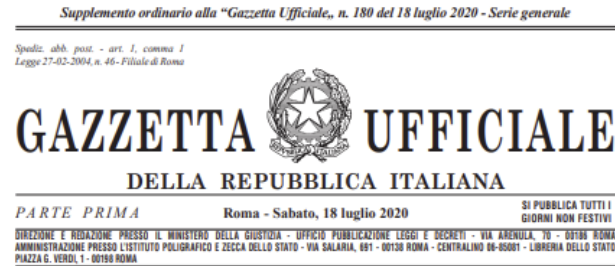 Supplemento ordinario alla “Gazzetta Ufficiale„ n. 180 del 18 luglio 2020 - Serie generale
Spediz. abb. post. - art. 1, comma 1
Legge 27-02-2004, n. 46 - Filiale di Roma
GAZZETTA UFFICIALE
REPVBBLICA ITALIANA
DELLA REPUBBLICA ITALIANA
PARTE PRIMA
Roma - Sabato, 18 luglio 2020
SI PUBBLICA TUTTI I
GIORNI NON FESTIVI
DIREZIONE E REDAZIONE PRESSO IL MINISTERO DELLA GIUSTIZIA - UFFICIO PUBBLICAZIONE LEGGI E DECRETI - VIA ARENULA, 70 - 00186 ROMA
AMMINISTRAZIONE PRESSO L'ISTITUTO POLIGRAFICO E ZECCA DELLO STATO - VIA SALARIA, 691 - 00138 ROMA - CENTRALINO 06-85081 - LIBRERIA DELLO STATO
PIAZZA G. VERDI, 1 - 00198 ROMA